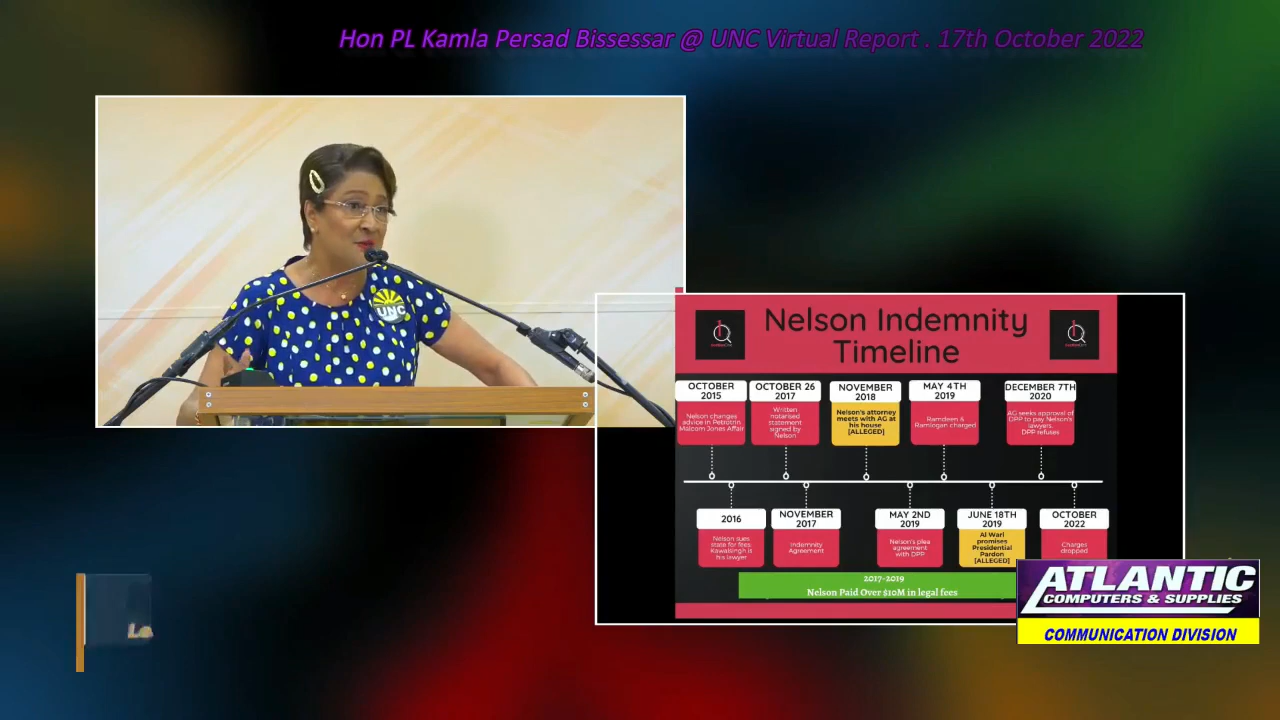 Hon PL Kamla Persad Bissessar @ UNC Virtual Report . 17th October 2022
UNC
Nelson Indemnity
Timeline
OCTOBER
2015
Nelson changes
advice in Petrotrin
Malcom Jones Affair
OCTOBER 26
2017
Written
notarised
statement
signed by
Nelson
NOVEMBER
2018
Nelson's attorney
meets with AG at
his house
[ALLEGED]
MAY 4TH
2019
Ramdeen &
Ramlogan charged
DECEMBER 7TH
2020
AG seeks approval of
DPP to pay Nelson's
lawyers.
DPP refuses
2016
Nelson sues
state for fees
Kawalsingh is
his lawyer
NOVEMBER
2017
Indemnity
Agreement
MAY 2ND
2019
Nelson's plea
agreement
with DPP
JUNE 18TH
2019
Al Wari
promises
Presidential
Pardon
[ALLEGED]
OCTOBER
2022
Charges
dropped
2017-2019
Nelson Paid Over $10M in legal fees
ATLANTIC
COMPUTERS & SUPPLIES
COMMUNICATION DIVISION